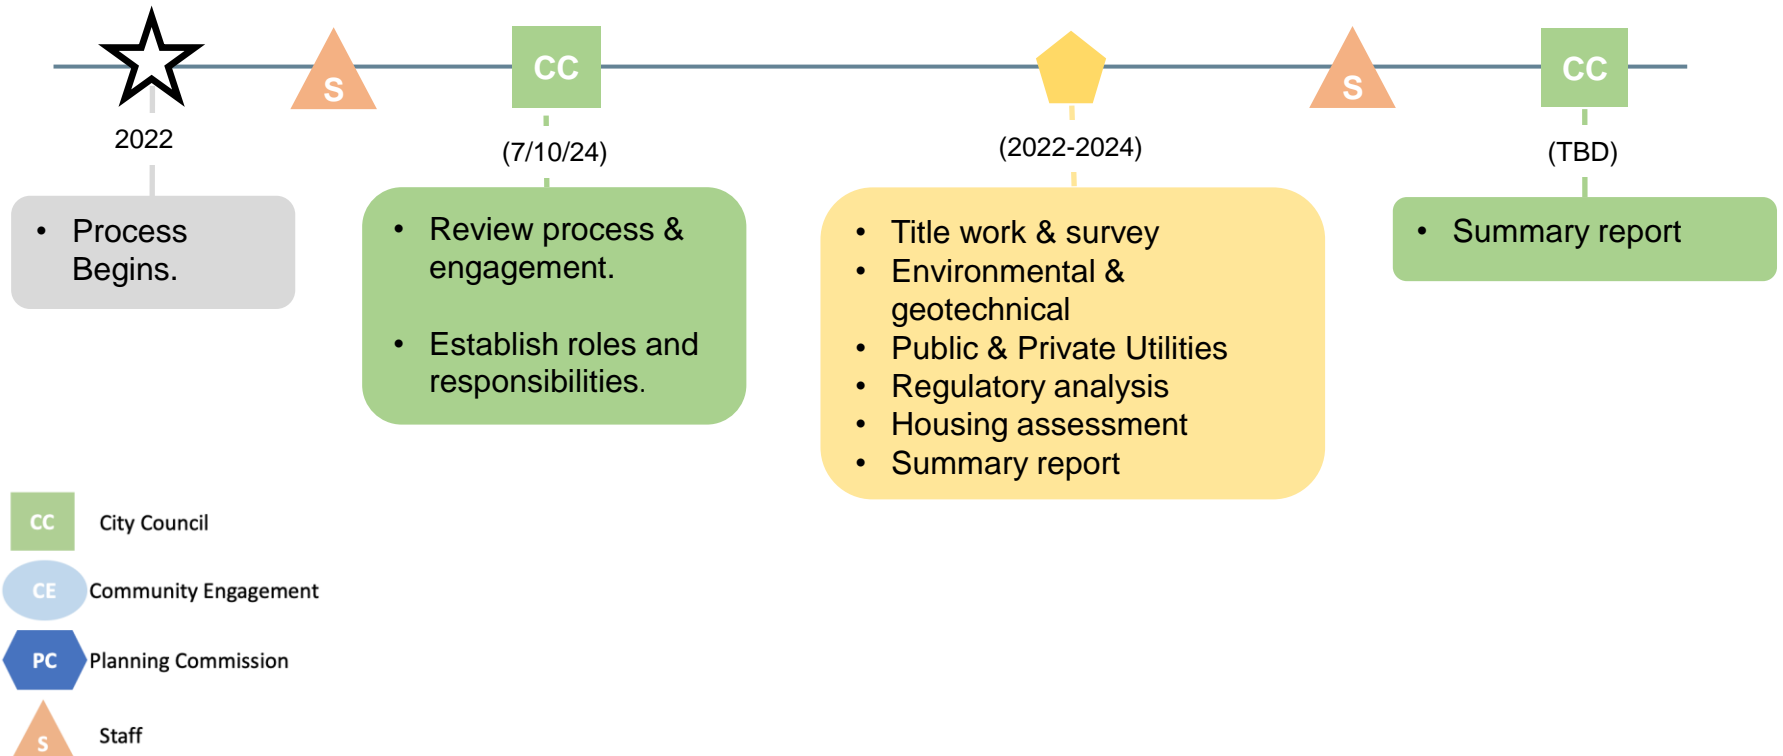 S
CC
S
CC
2022
(7/10/24)
(2022-2024)
(TBD)
• Process
Begins.
• Review process &
engagement.
• Establish roles and
responsibilities.
• Title work & survey
• Environmental &
geotechnical
• Public & Private Utilities
• Regulatory analysis
• Housing assessment
• Summary report
• Summary report
CC City Council
CE Community Engagement
PC Planning Commission
S Staff